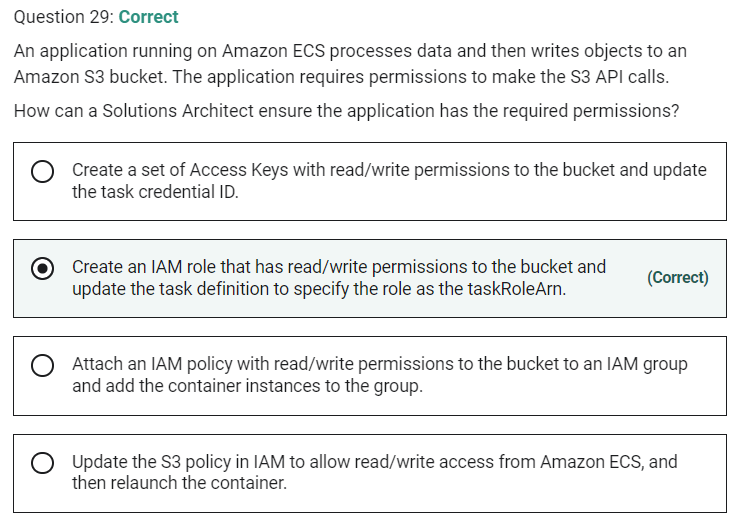 Question 29: Correct
An application running on Amazon ECS processes data and then writes objects to an
Amazon S3 bucket. The application requires permissions to make the S3 API calls.
How can a Solutions Architect ensure the application has the required permissions?
Create a set of Access Keys with read/write permissions to the bucket and update
the task credential ID.
Create an IAM role that has read/write permissions to the bucket and
update the task definition to specify the role as the taskRoleArn.
(Correct)
Attach an IAM policy with read/write permissions to the bucket to an IAM group
and add the container instances to the group.
Update the S3 policy in IAM to allow read/write access from Amazon ECS, and
then relaunch the container.